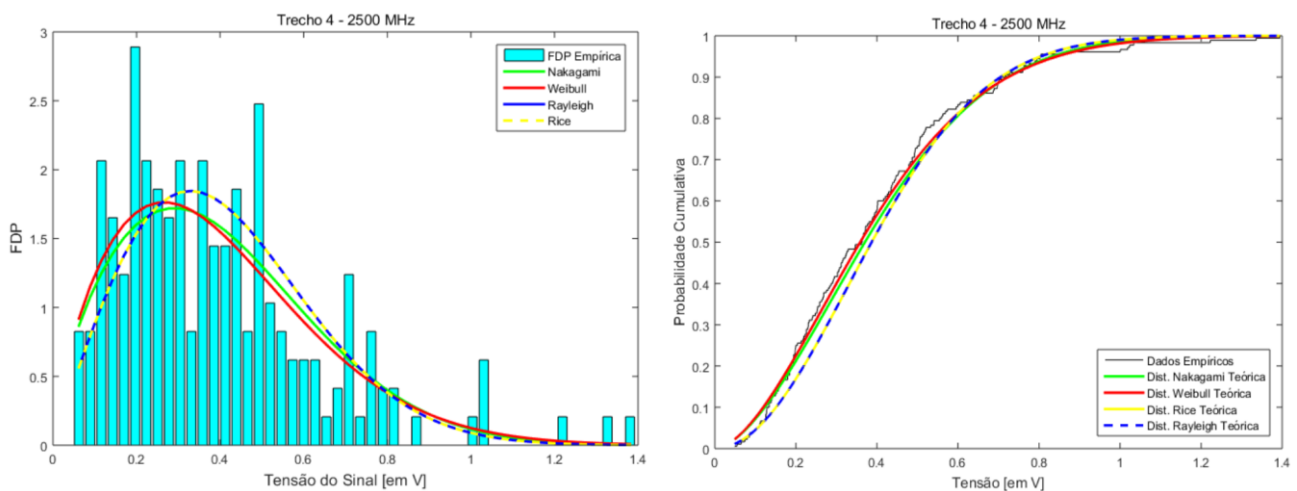 Trecho 4 - 2500 MHz
3
2.5
2
1.5
1
0.5
0
FDP
FDP Empírica
Nakagami
Weibull
Rayleigh
Rice
0 0.2 0.4 0.6 0.8 1 1.2 1.4
Tensão do Sinal [em V]
Trecho 4 - 2500 MHz
1
0.9
0.8
0.7
0.6
0.5
0.4
0.3
0.2
0.1
0
Probabilidade Cumulativa
Dados Empíricos
Dist. Nakagami Teórica
Dist. Weibull Teórica
Dist. Rice Teórica
Dist. Rayleigh Teórica
0 0.2 0.4 0.6 0.8 1 1.2 1.4
Tensão [em V]